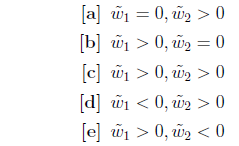 [a] w̃₁ = 0, w̃₂ > 0
[b] w̃₁ > 0, w̃₂ = 0
[c] w̃₁ > 0, w̃₂ > 0
[d] w̃₁ < 0, w̃₂ > 0
[e] w̃₁ > 0, w̃₂ < 0